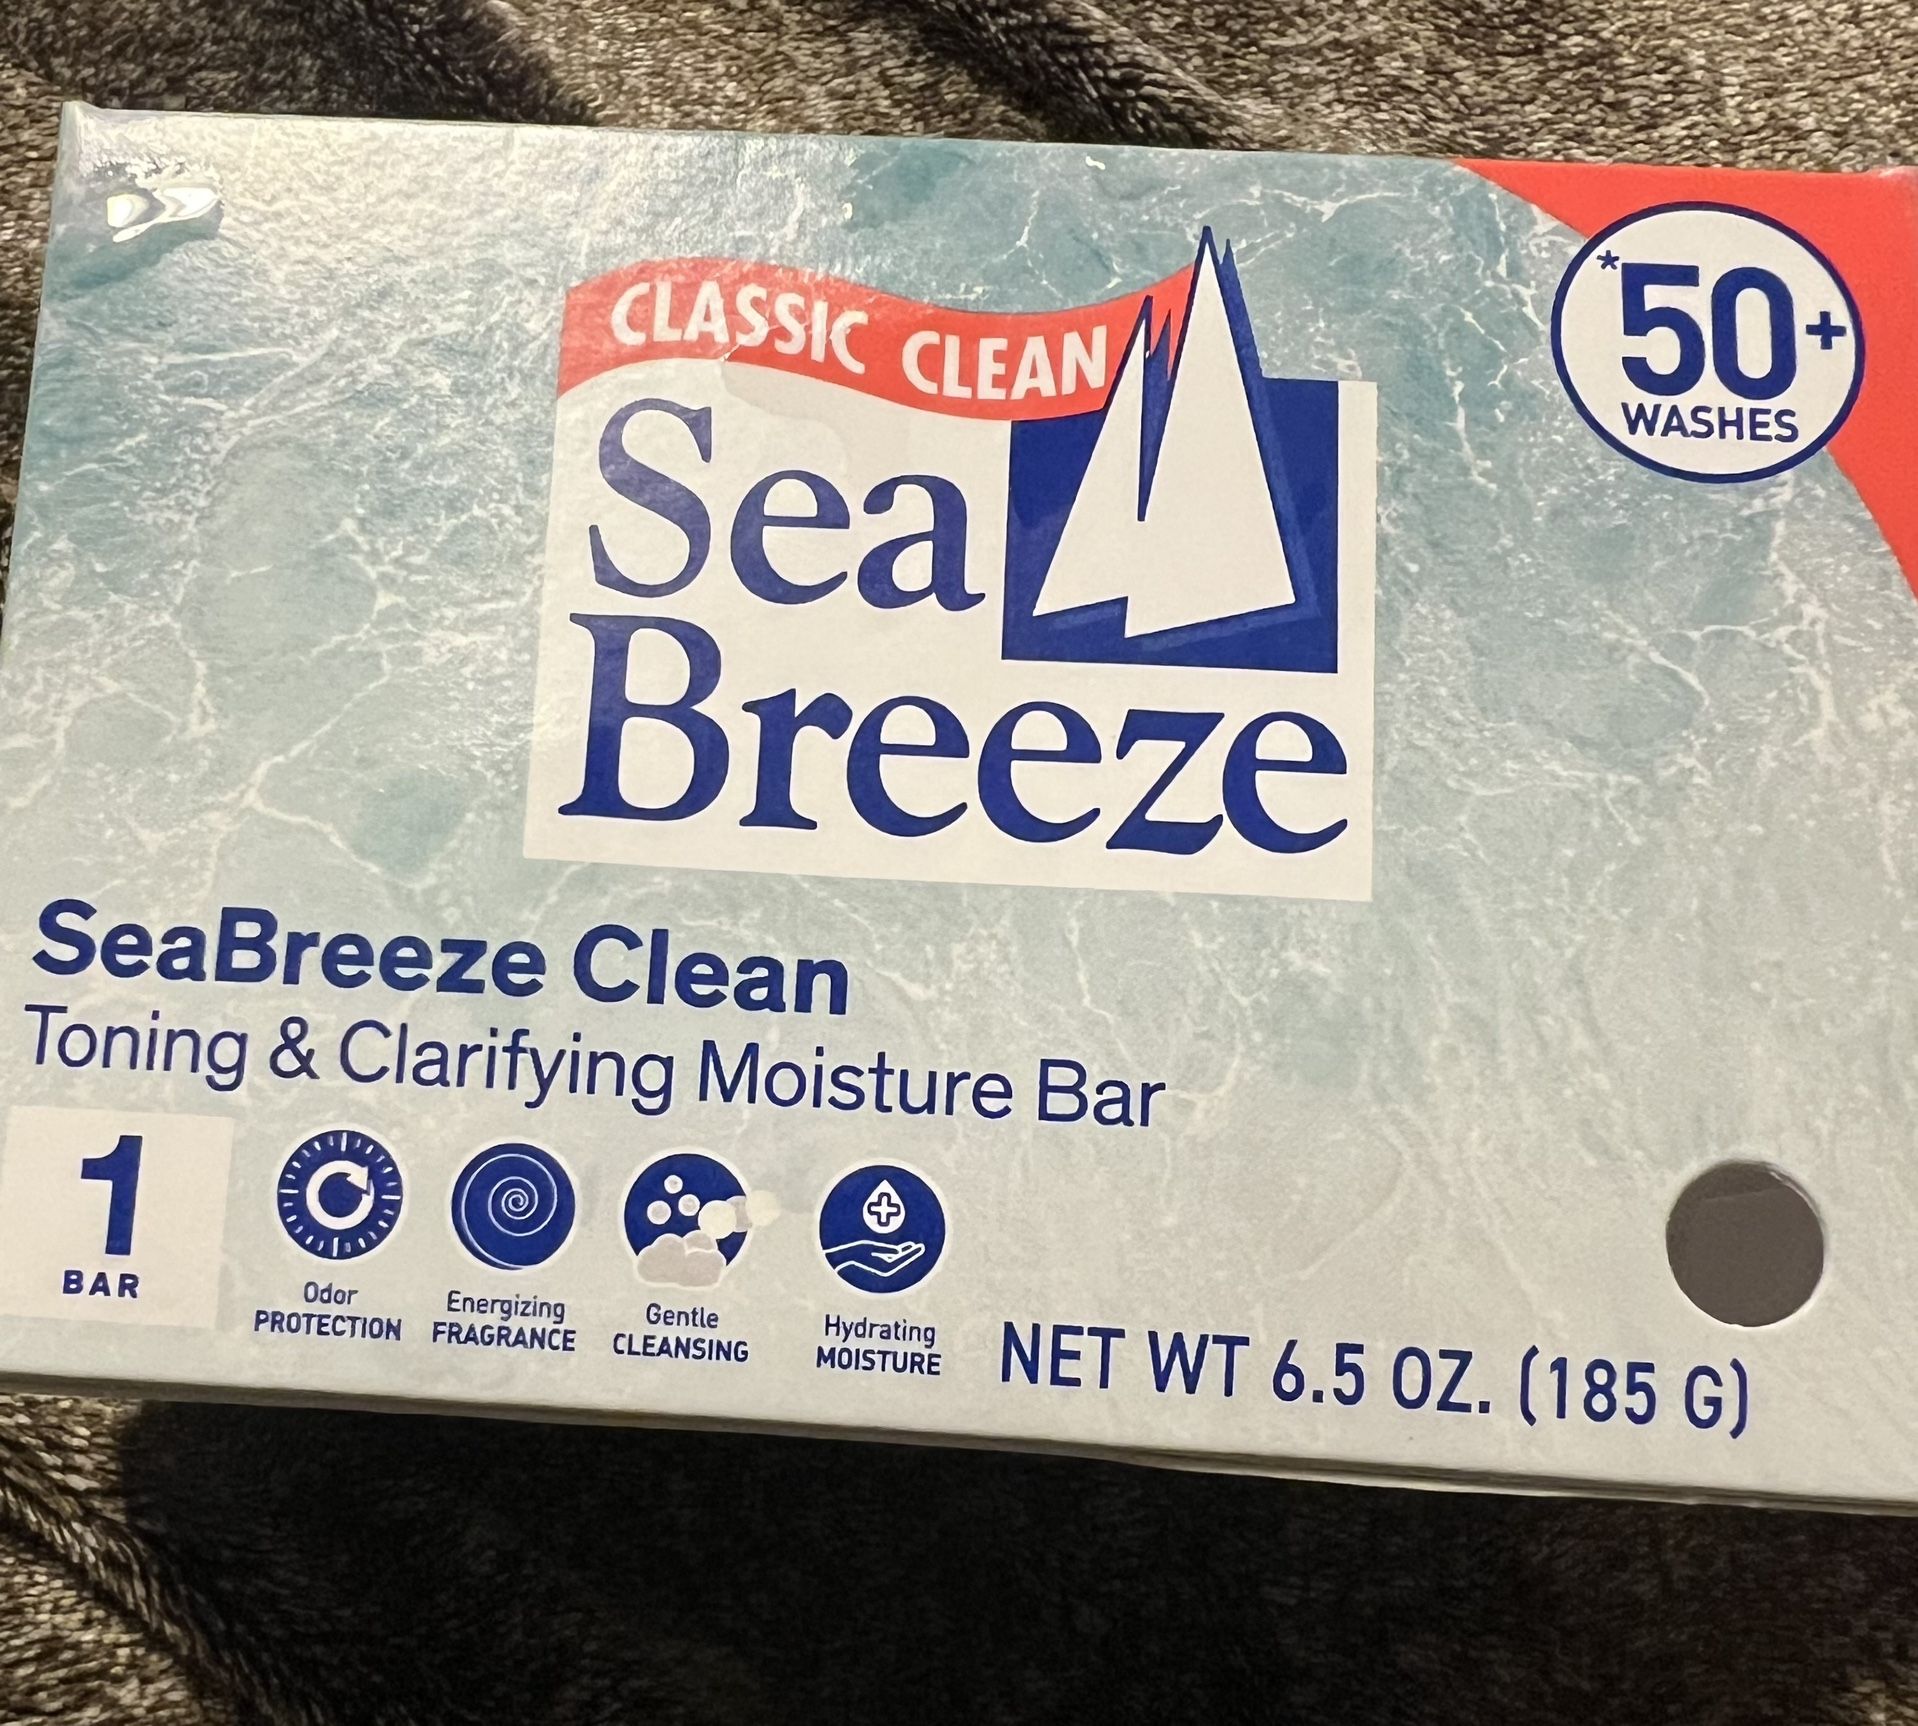 CLASSIC CLEAN
Sea
Breeze
*50+
WASHES
SeaBreeze Clean
Toning & Clarifying Moisture Bar
1
BAR
Odor
PROTECTION
Energizing
FRAGRANCE
Gentle
CLEANSING
Hydrating
MOISTURE
NET WT 6.5 OZ. (185 G)